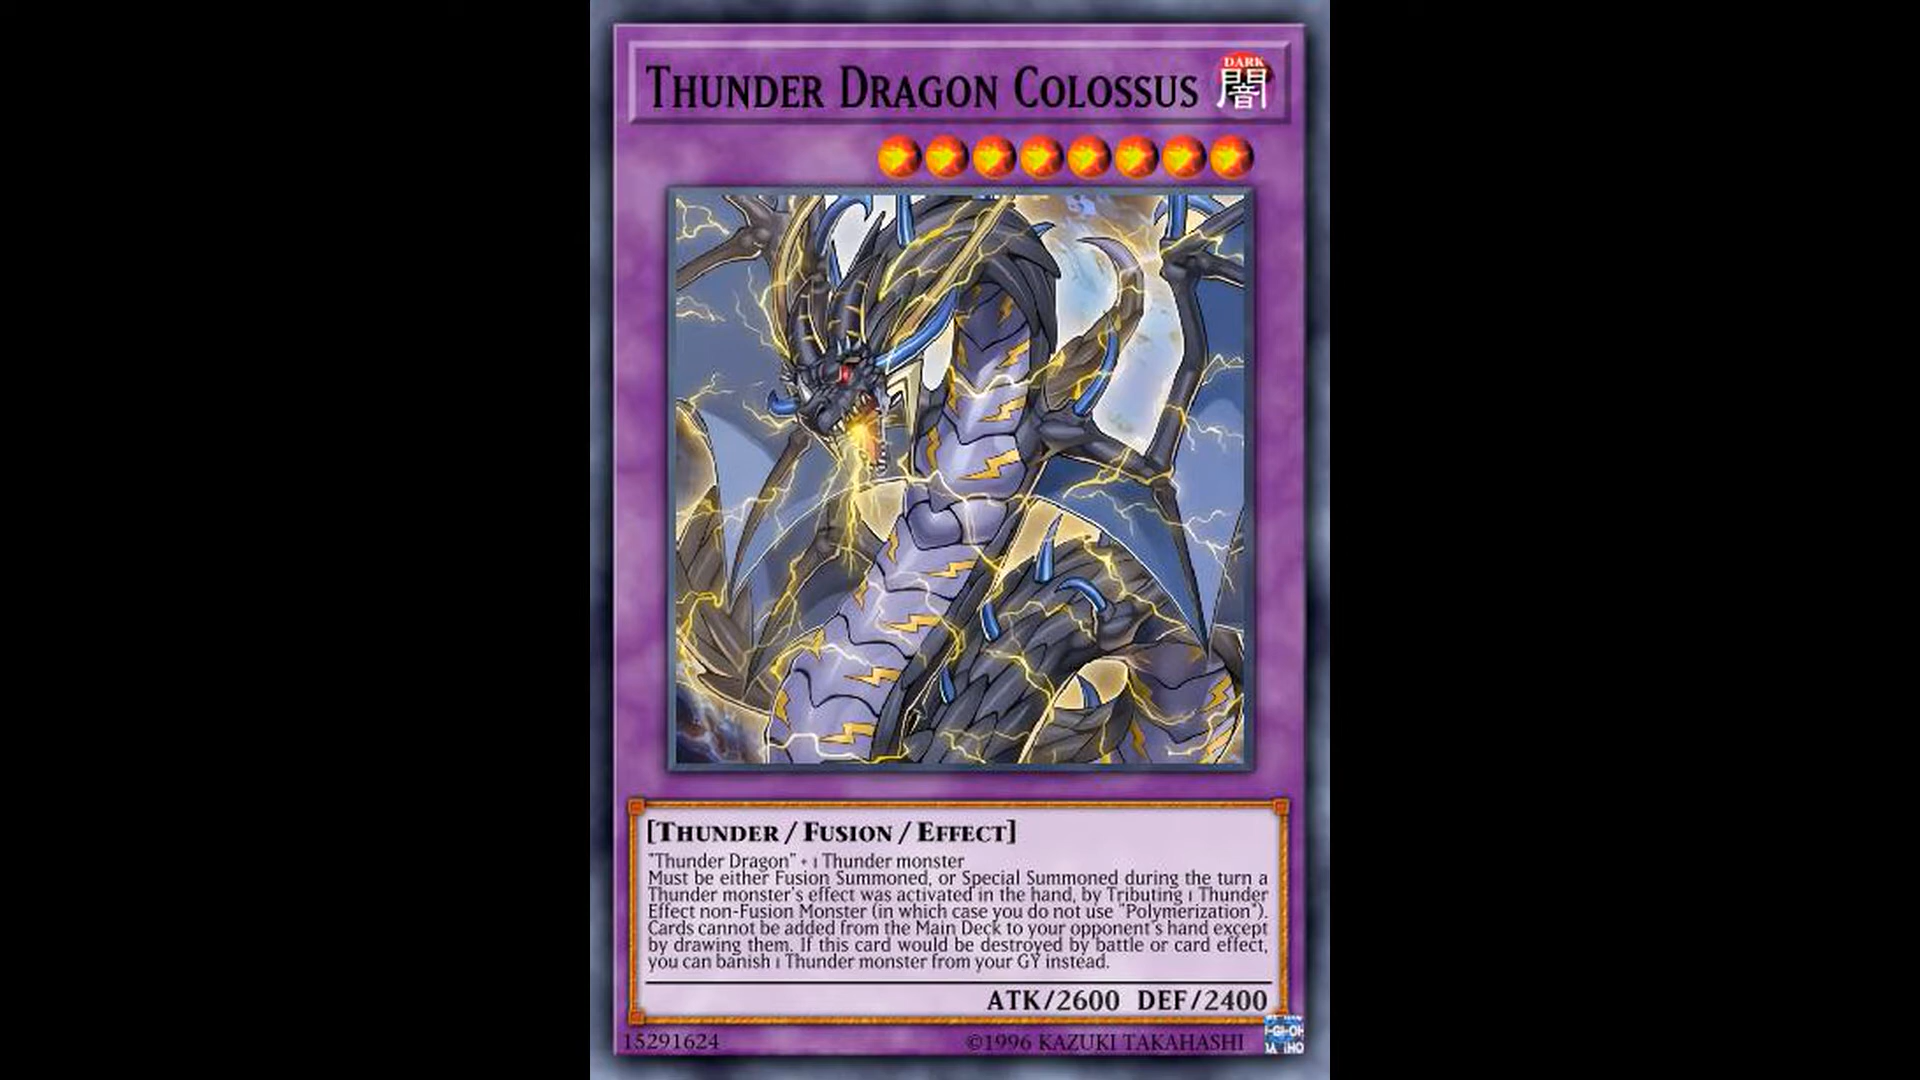 THUNDER DRAGON COLOSSUS
DARK
闇
[THUNDER / FUSION / EFFECT]
"Thunder Dragon" + 1 Thunder monster
Must be either Fusion Summoned, or Special Summoned during the turn a
Thunder monster's effect was activated in the hand, by Tributing 1 Thunder
Effect non-Fusion Monster (in which case you do not use "Polymerization").
Cards cannot be added from the Main Deck to your opponent's hand except
by drawing them. If this card would be destroyed by battle or card effect,
you can banish 1 Thunder monster from your GY instead.
ATK/2600 DEF/2400
15291624
©1996 KAZUKI TAKAHASHI